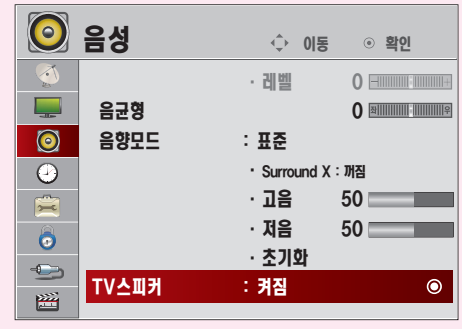 음성 이동 확인
· 레벨 0 - +
음균형 0 좌 우
음향모드 : 표준
· Surround X : 꺼짐
· 고음 50
· 저음 50
· 초기화
TV스피커 : 켜짐